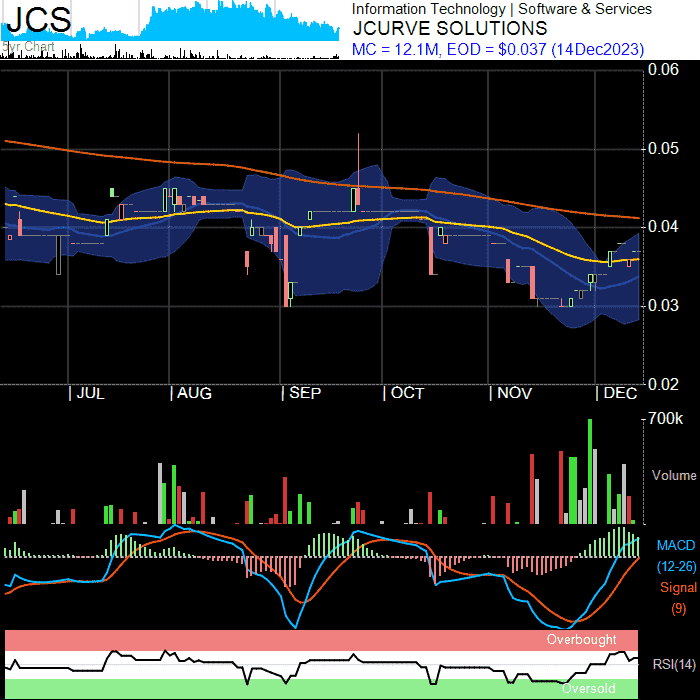 JCS
5yr Chart
Information Technology | Software & Services
JCURVE SOLUTIONS
MC = 12.1M, EOD = $0.037 (14Dec2023)
0.06
0.05
0.04
0.03
0.02
JUL
AUG
SEP
OCT
NOV
DEC
700k
Volume
MACD
(12-26)
Signal
(9)
Overbought
RSI(14)
Oversold